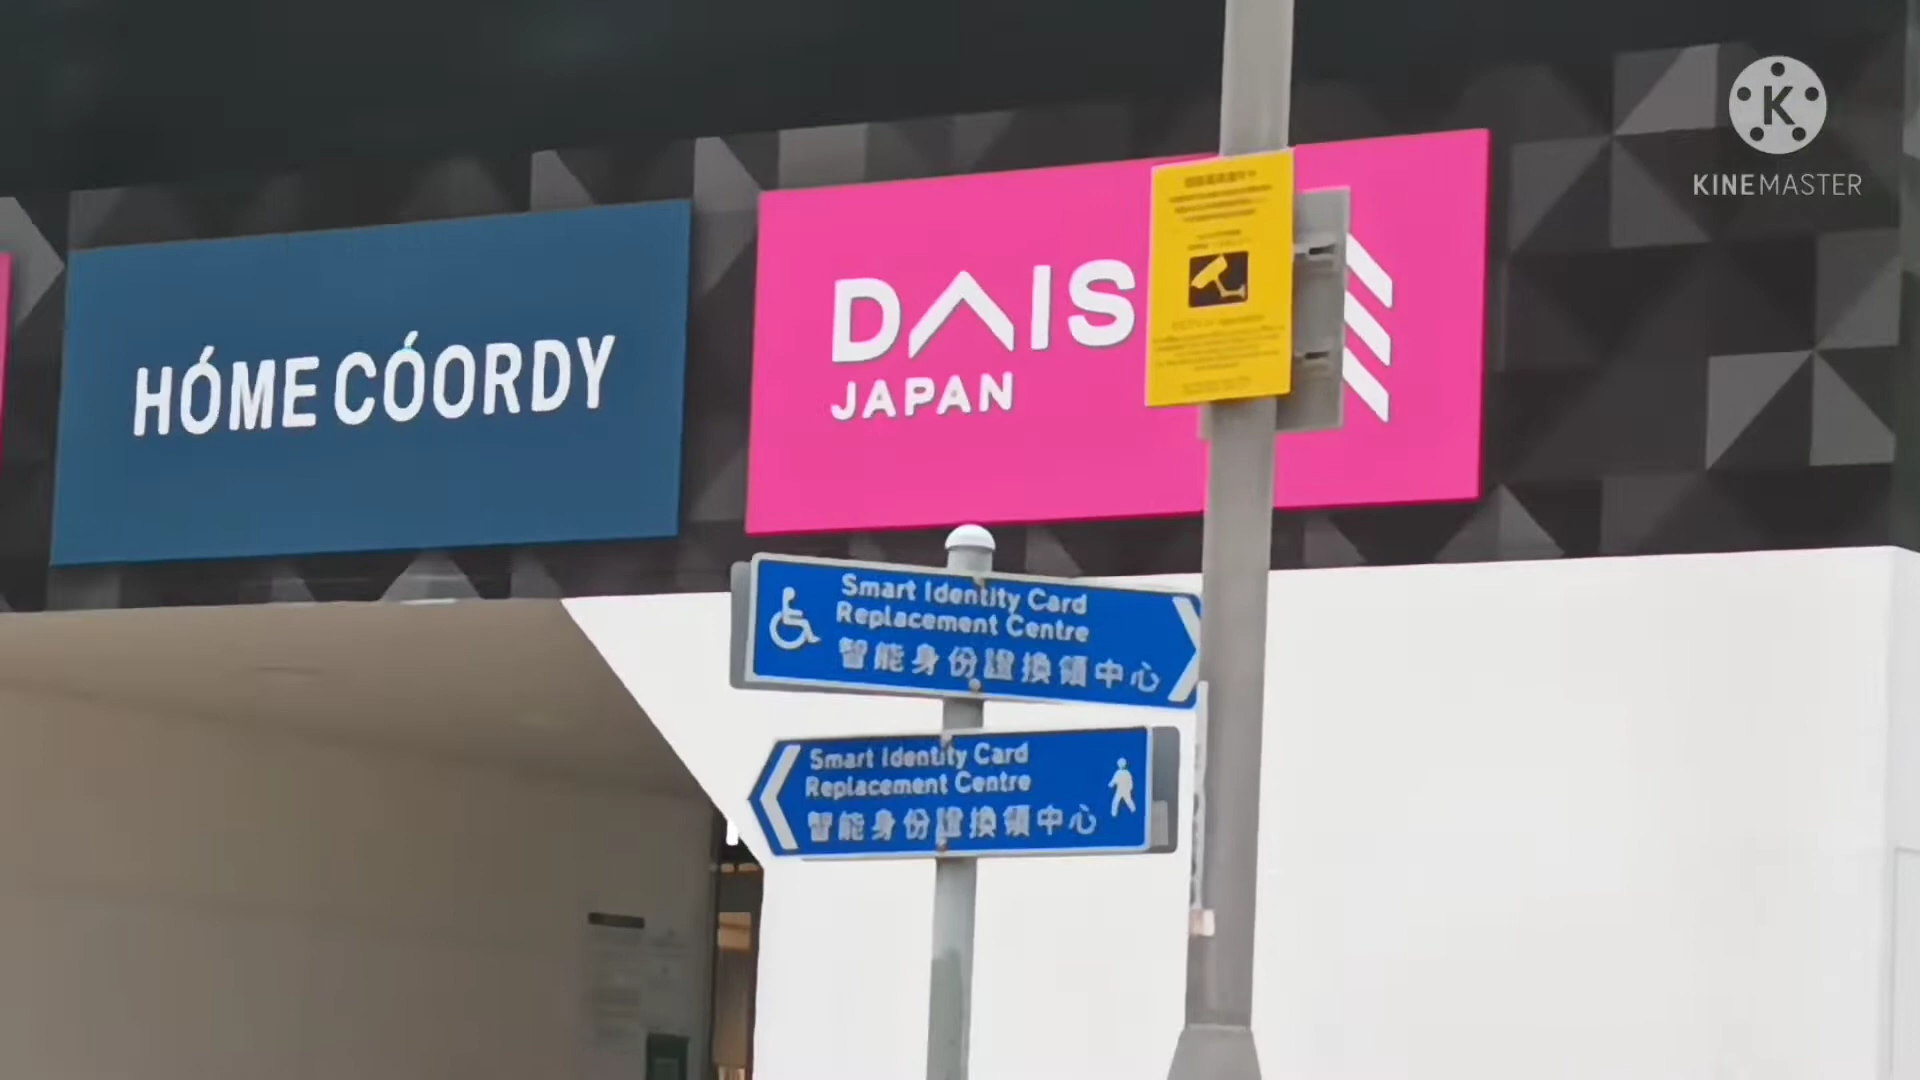 KINEMASTER
HÓME CÓORDY
DAIS
JAPAN
Smart Identity Card
Replacement Centre
智能身份證換領中心
Smart Identity Card
Replacement Centre
智能身份證換領中心